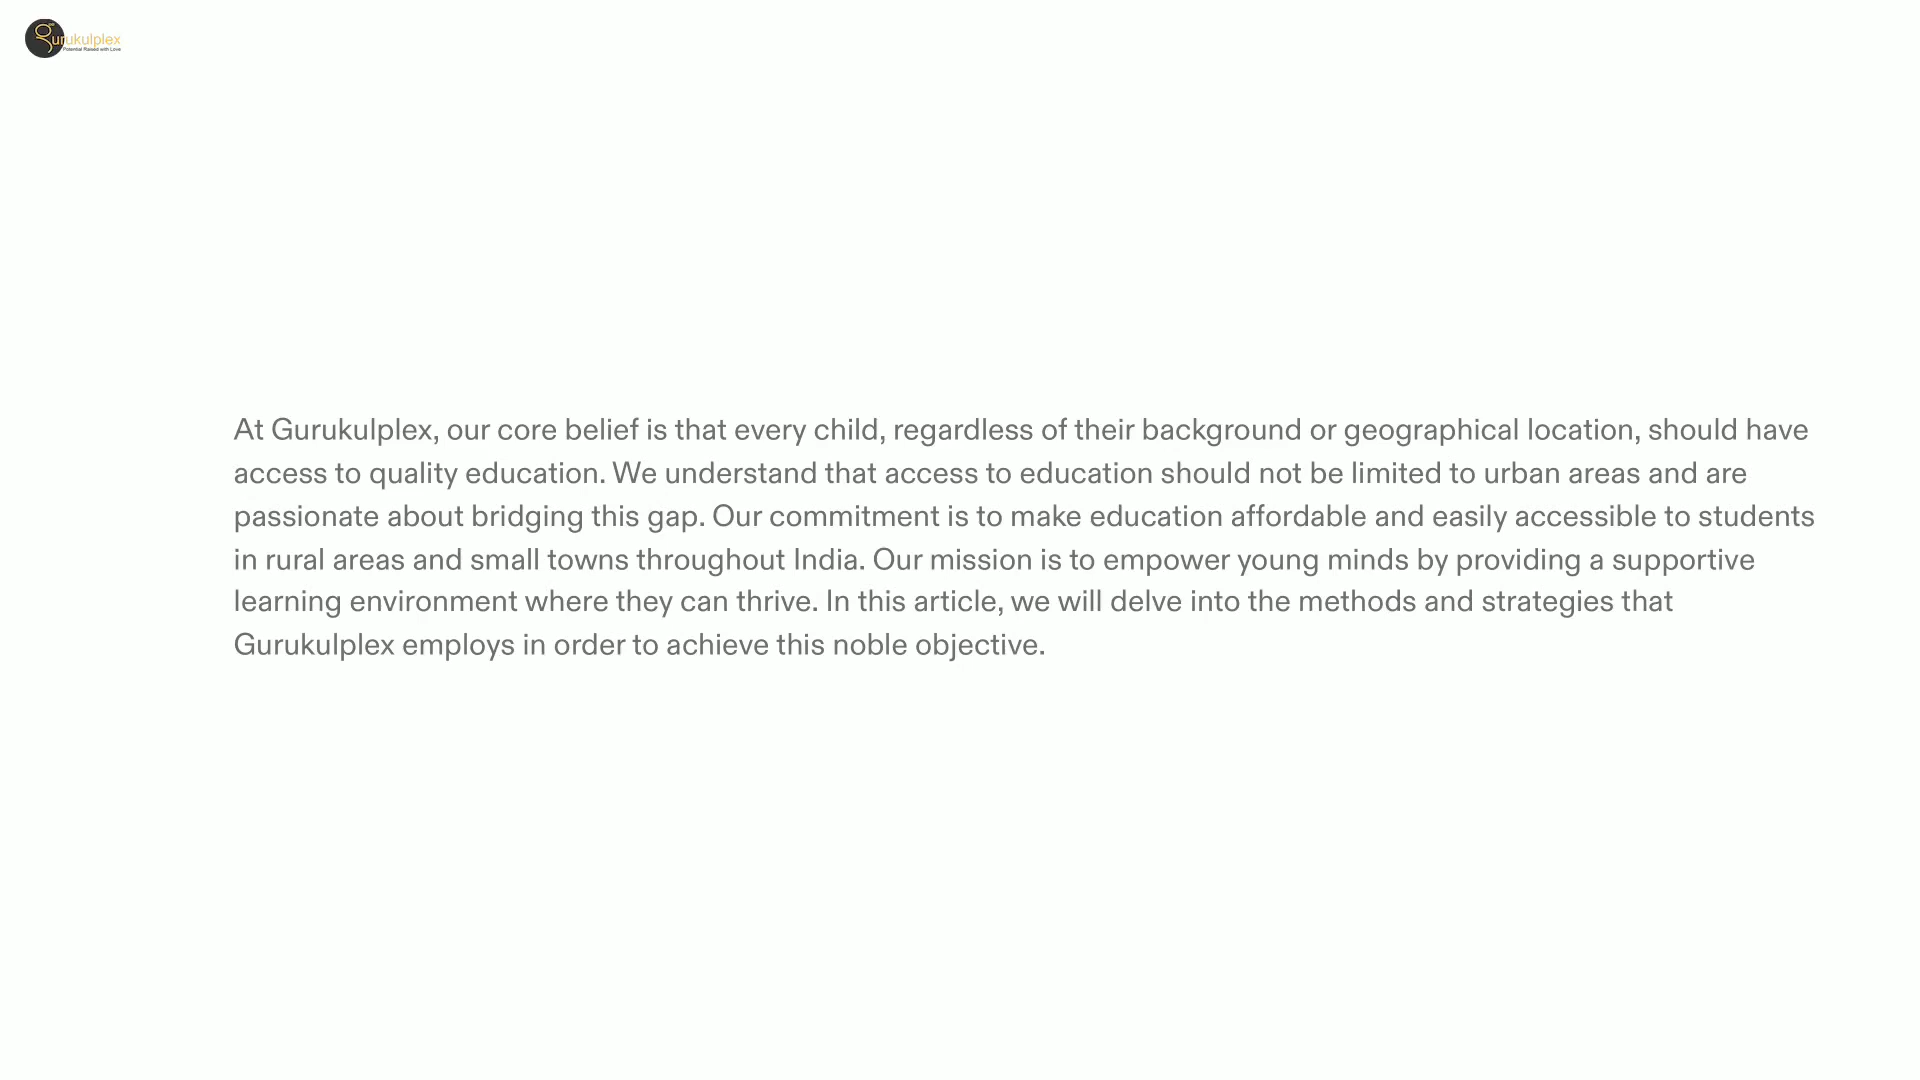 gurukulplex
Potential Raised with Love
At Gurukulplex, our core belief is that every child, regardless of their background or geographical location, should have
access to quality education. We understand that access to education should not be limited to urban areas and are
passionate about bridging this gap. Our commitment is to make education affordable and easily accessible to students
in rural areas and small towns throughout India. Our mission is to empower young minds by providing a supportive
learning environment where they can thrive. In this article, we will delve into the methods and strategies that
Gurukulplex employs in order to achieve this noble objective.